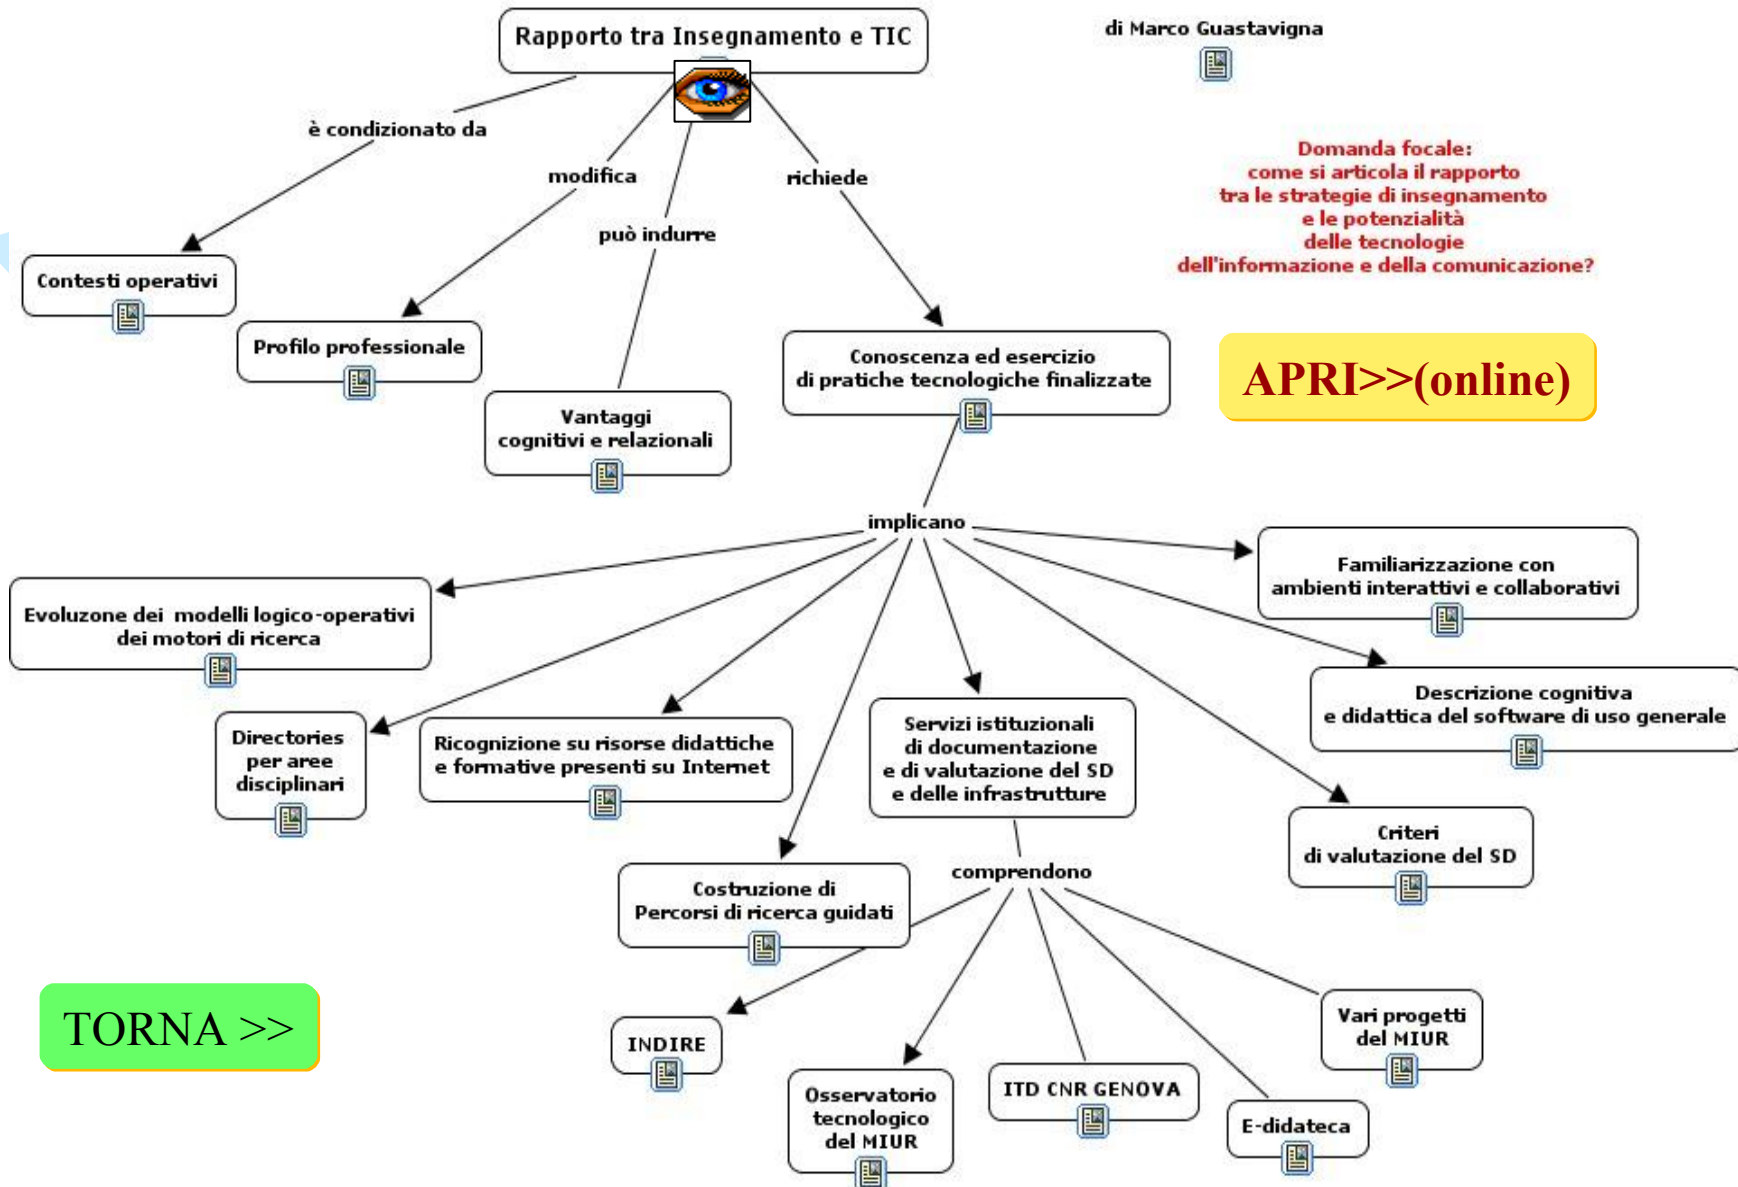 Rapporto tra Insegnamento e TIC
di Marco Guastavigna
è condizionato da
modifica
può indurre
richiede
Domanda focale:
come si articola il rapporto
tra le strategie di insegnamento
e le potenzialità
delle tecnologie
dell'informazione e della comunicazione?
Contesti operativi
Profilo professionale
Vantaggi
cognitivi e relazionali
Conoscenza ed esercizio
di pratiche tecnologiche finalizzate
APRI>>(online)
implicano
Evoluzone dei modelli logico-operativi
dei motori di ricerca
Directories
per aree
disciplinari
Ricognizione su risorse didattiche
e formative presenti su Internet
Costruzione di
Percorsi di ricerca guidati
Servizi istituzionali
di documentazione
e di valutazione del SD
e delle infrastrutture
Criteri
di valutazione del SD
Descrizione cognitiva
e didattica del software di uso generale
Familiarizzazione con
ambienti interattivi e collaborativi
comprendono
INDIRE
Osservatorio
tecnologico
del MIUR
ITD CNR GENOVA
E-didateca
Vari progetti
del MIUR
TORNA >>